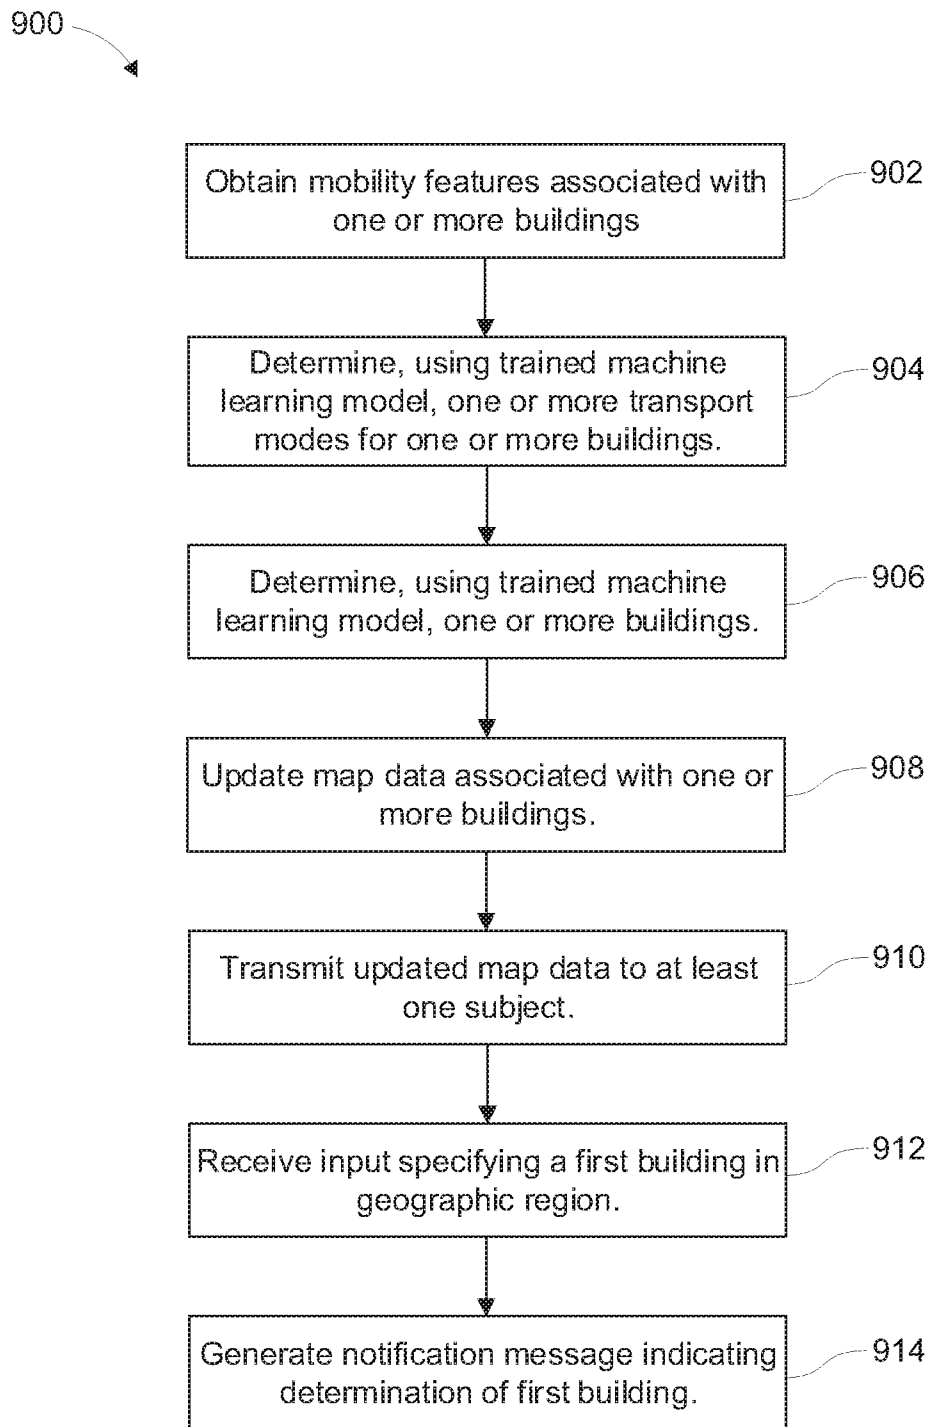 900
Obtain mobility features associated with
one or more buildings
902
Determine, using trained machine
learning model, one or more transport
modes for one or more buildings.
904
Determine, using trained machine
learning model, one or more buildings.
906
Update map data associated with one or
more buildings.
908
Transmit updated map data to at least
one subject.
910
Receive input specifying a first building in
geographic region.
912
Generate notification message indicating
determination of first building.
914